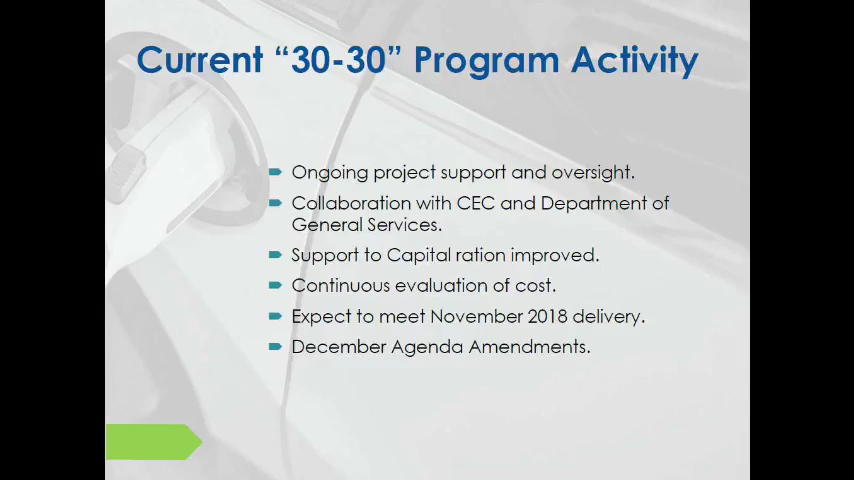 Current “30-30” Program Activity
Ongoing project support and oversight.
Collaboration with CEC and Department of
General Services.
Support to Capital ration improved.
Continuous evaluation of cost.
Expect to meet November 2018 delivery.
December Agenda Amendments.